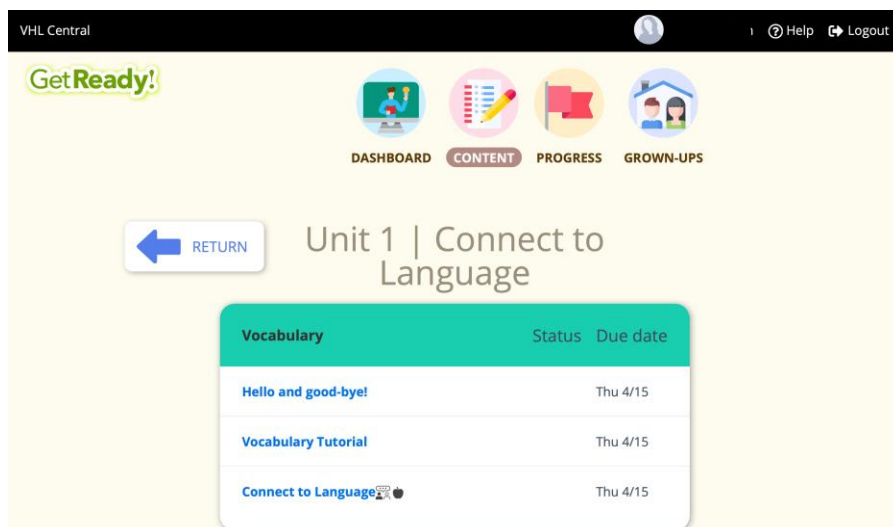 VHL Central
Help Logout
GetReady!
DASHBOARD CONTENT PROGRESS GROWN-UPS
RETURN
Unit 1 | Connect to
Language
Vocabulary Status Due date
Hello and good-bye! Thu 4/15
Vocabulary Tutorial Thu 4/15
Connect to Language Thu 4/15